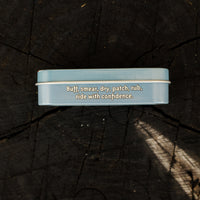 Buff, smear, dry, patch, rub,
ride with confidence.